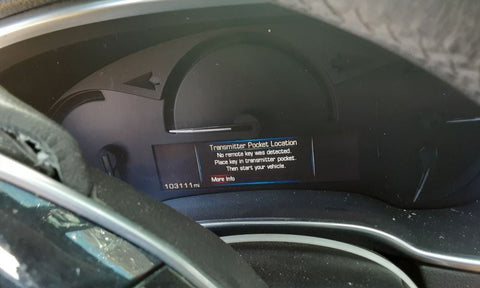 Transmitter Pocket Location
No remote key was detected.
Place key in transmitter pocket.
Then start your vehicle.
More Info
103111 mi